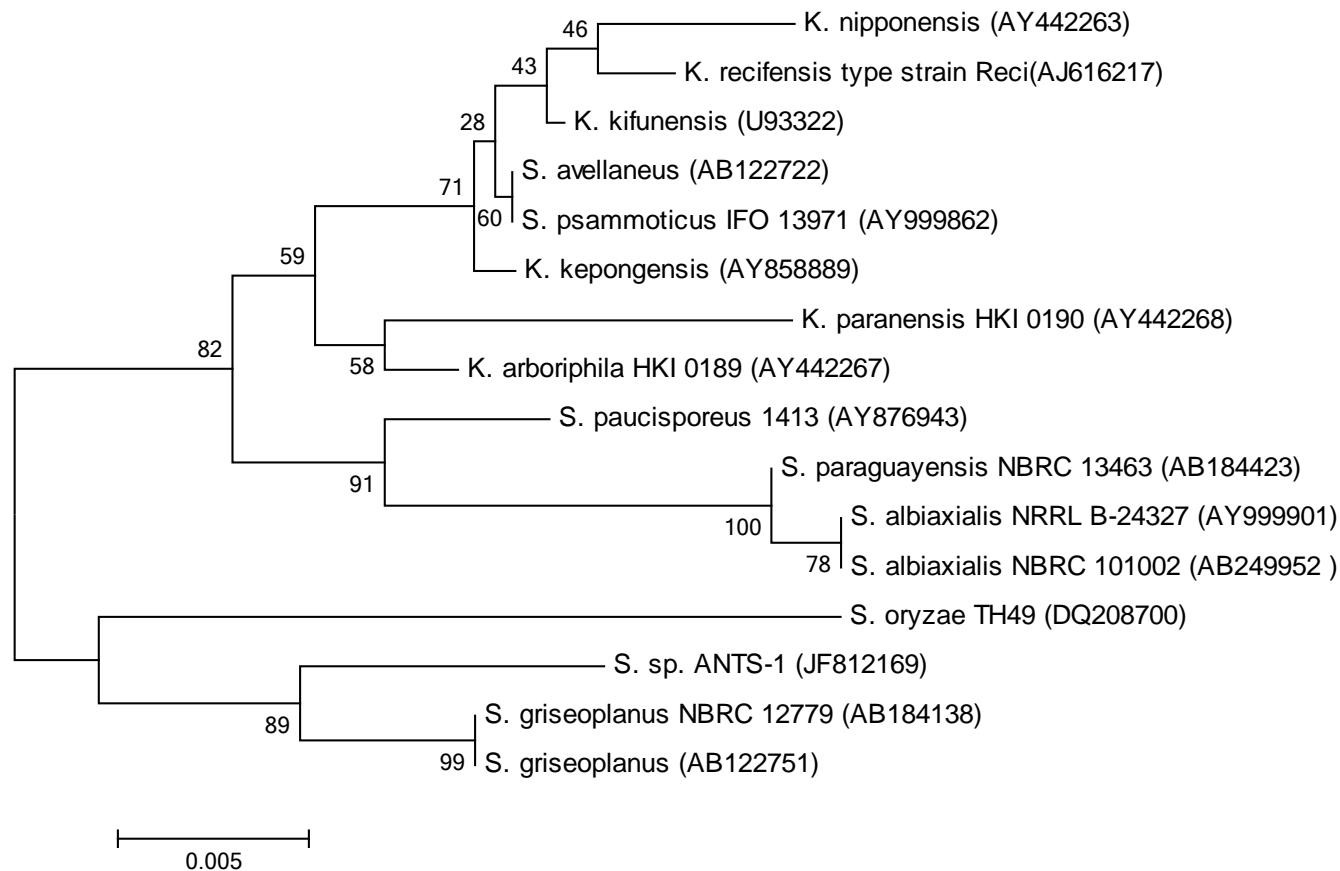 46
K. nipponensis (AY442263)
43
K. recifensis type strain Reci(AJ616217)
28
K. kifunensis (U93322)
71
S. avellaneus (AB122722)
60
S. psammoticus IFO 13971 (AY999862)
59
K. kepongensis (AY858889)
82
K. paranensis HKI 0190 (AY442268)
58
K. arboriphila HKI 0189 (AY442267)
S. paucisporeus 1413 (AY876943)
91
S. paraguayensis NBRC 13463 (AB184423)
100
S. albiaxialis NRRL B-24327 (AY999901)
78
S. albiaxialis NBRC 101002 (AB249952 )
S. oryzae TH49 (DQ208700)
S. sp. ANTS-1 (JF812169)
89
S. griseoplanus NBRC 12779 (AB184138)
99
S. griseoplanus (AB122751)
0.005